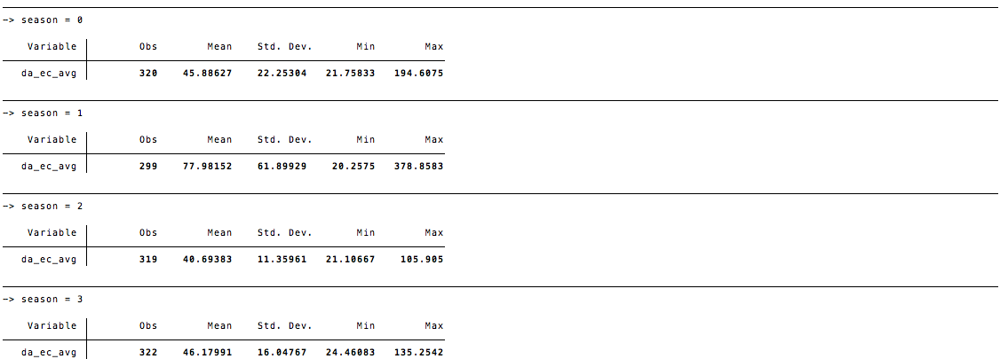 -> season = 0
Variable Obs Mean Std. Dev. Min Max
da_ec_avg 320 45.88627 22.25304 21.75833 194.6075
-> season = 1
Variable Obs Mean Std. Dev. Min Max
da_ec_avg 299 77.98152 61.89929 20.2575 378.8583
-> season = 2
Variable Obs Mean Std. Dev. Min Max
da_ec_avg 319 40.69383 11.35961 21.10667 105.905
-> season = 3
Variable Obs Mean Std. Dev. Min Max
da_ec_avg 322 46.17991 16.04767 24.46083 135.2542